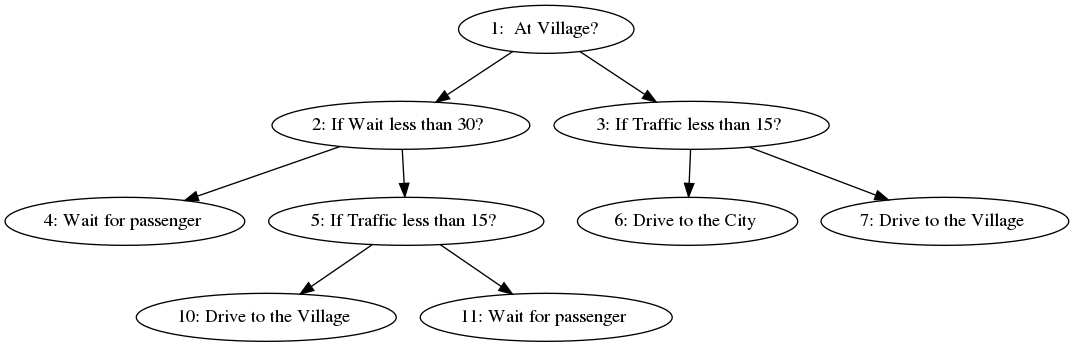 1:  At Village?
2: If Wait less than 30?
3: If Traffic less than 15?
4: Wait for passenger
5: If Traffic less than 15?
6: Drive to the City
7: Drive to the Village
10: Drive to the Village
11: Wait for passenger